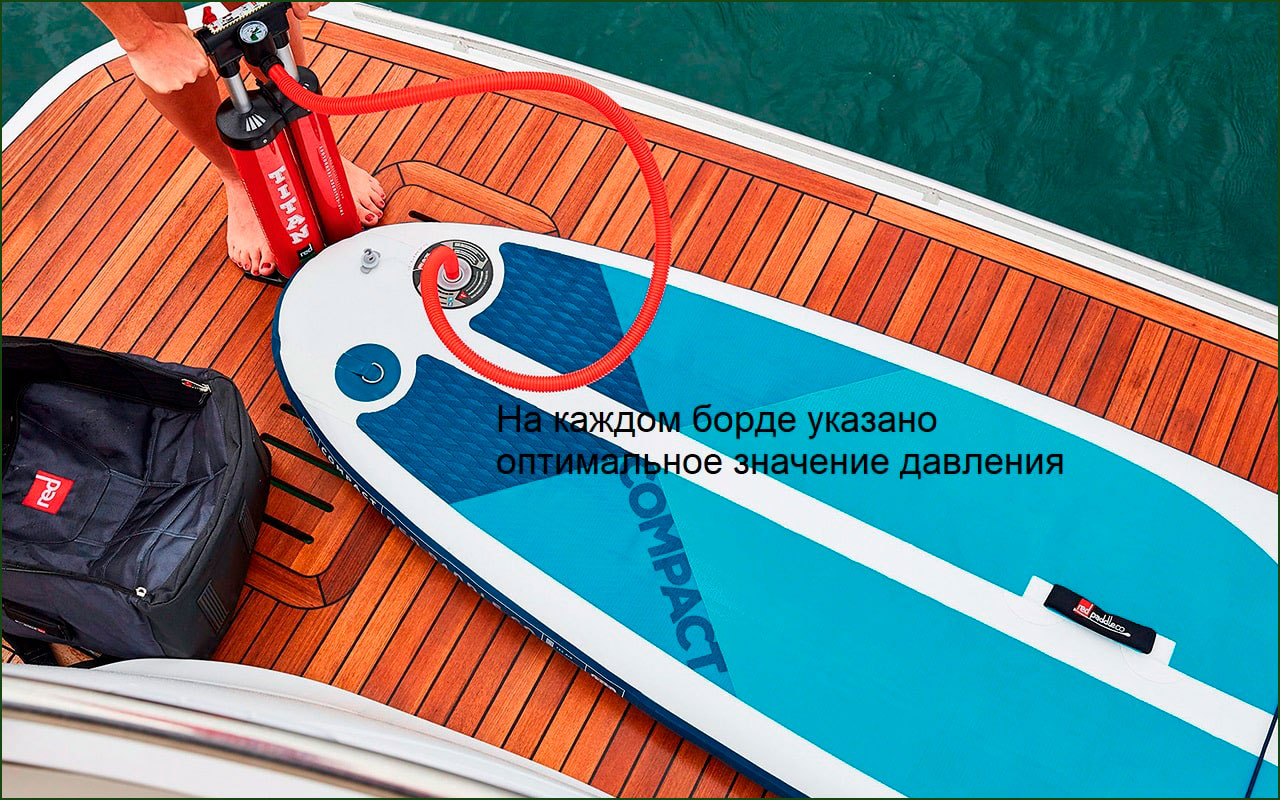 TITAN
red
На каждом борде указано
оптимальное значение давления
COMPACT
COMPACT
red
red paddle co